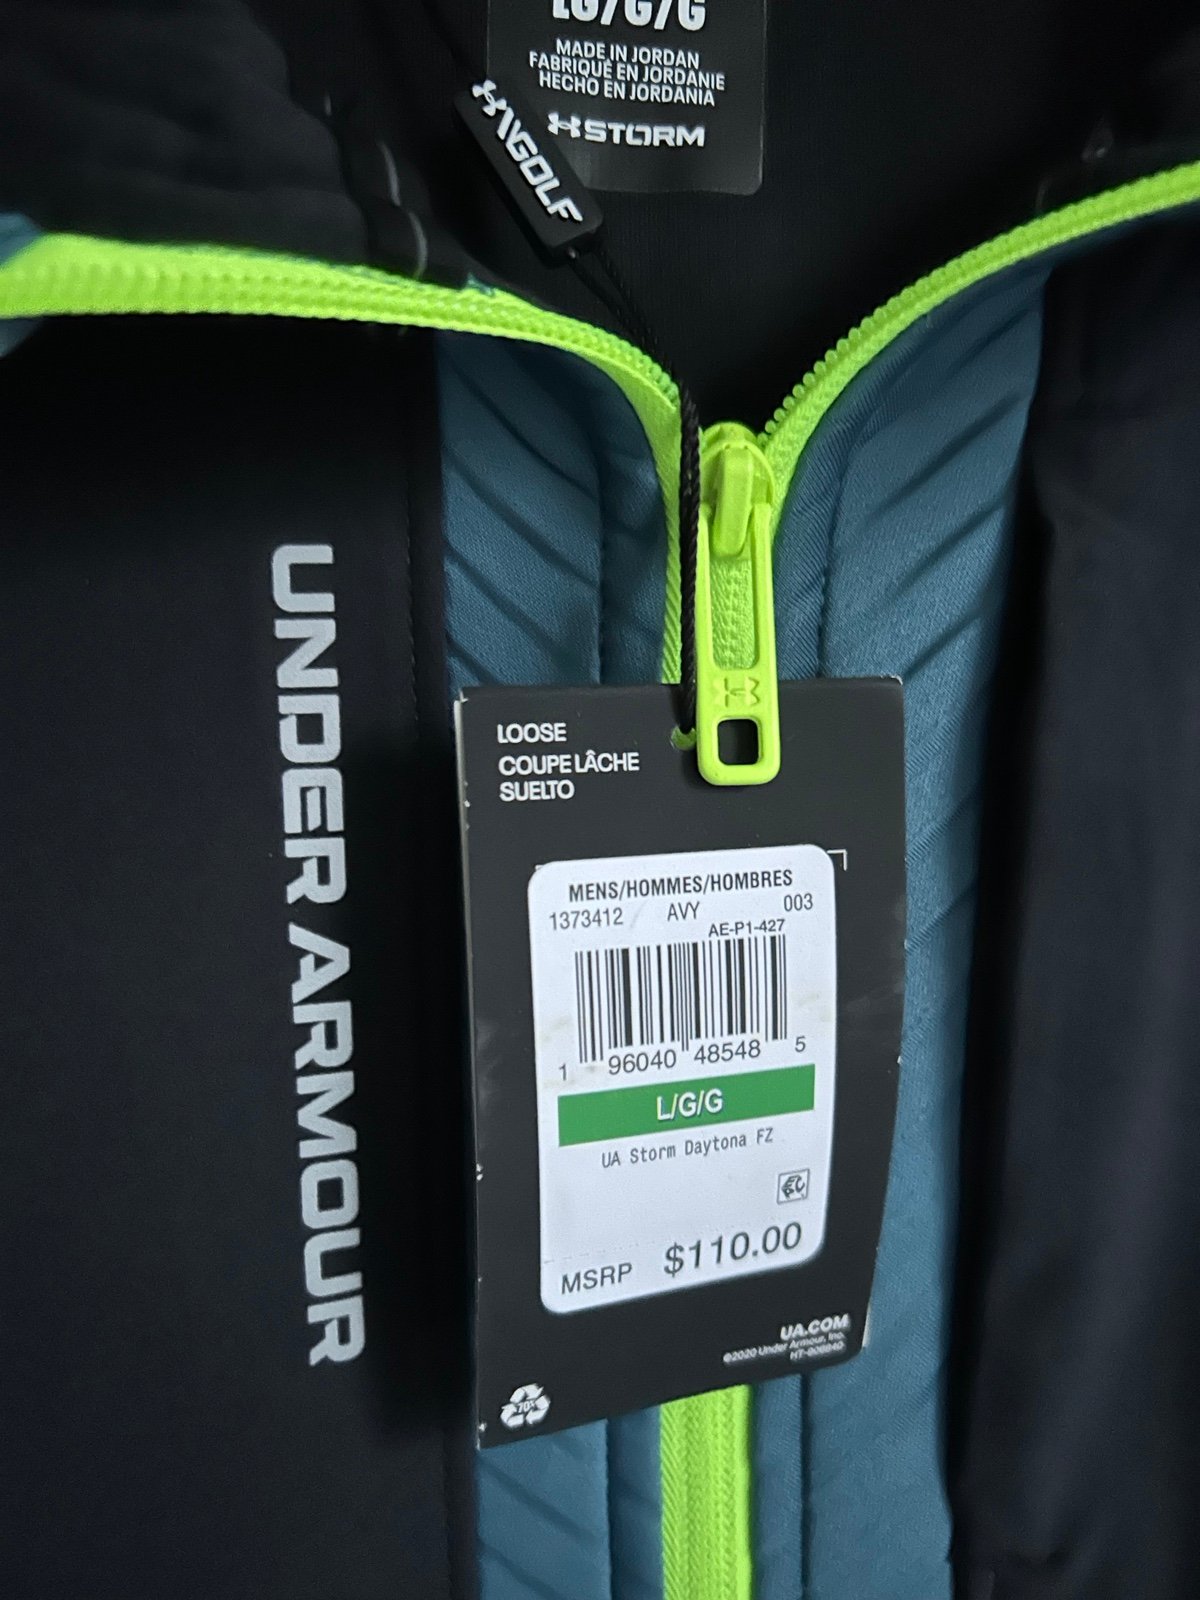 LG/G/G
MADE IN JORDAN
FABRIQUÉ EN JORDANIE
HECHO EN JORDANIA
STORM
GOLF
UNDER ARMOUR
LOOSE
COUPE LÂCHE
SUELTO
MENS/HOMMES/HOMBRES
1373412 AVY 003
AE-P1-427
1 96040 48548 5
L/G/G
UA Storm Daytona FZ
MSRP $110.00
UA.COM
©2020 Under Armour, Inc.
70%